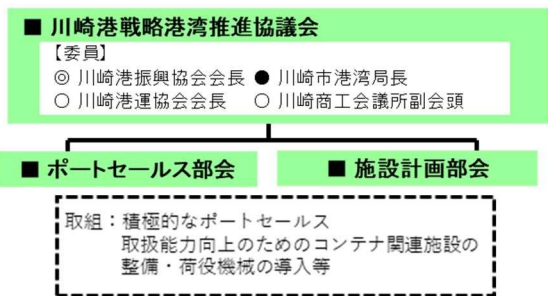 ■ 川崎港戦略港湾推進協議会
【委員】
◎ 川崎港振興協会会長 ● 川崎市港湾局長
○ 川崎港運協会会長 ○ 川崎商工会議所副会頭
■ ポートセールス部会 ■ 施設計画部会
取組：積極的なポートセールス
取扱能力向上のためのコンテナ関連施設の
整備・荷役機械の導入等